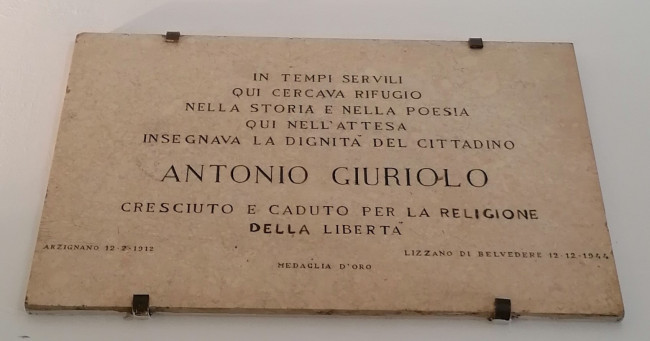 IN TEMPI SERVILI
QUI CERCAVA RIFUGIO
NELLA STORIA E NELLA POESIA
QUI NELL'ATTESA
INSEGNAVA LA DIGNITÀ DEL CITTADINO
ANTONIO GIURIOLO
CRESCIUTO E CADUTO PER LA RELIGIONE
DELLA LIBERTÀ
ARZIGNANO 12-2-1912
LIZZANO DI BELVEDERE 12-12-1944
MEDAGLIA D'ORO